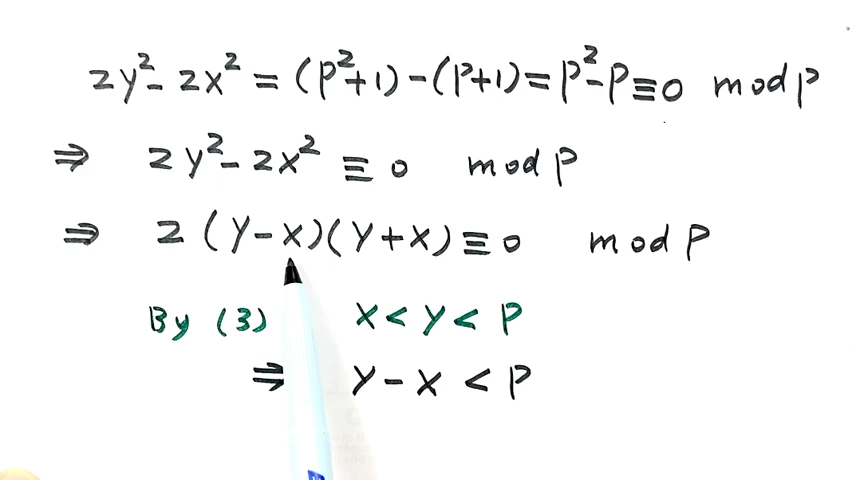 2y² - 2x² = (p²+1) - (p+1) = p² - p ≡ 0 mod p
⇒ 2y² - 2x² ≡ 0 mod p
⇒ 2(y-x)(y+x) ≡ 0 mod p
By (3) x < y < p
⇒ y - x < p